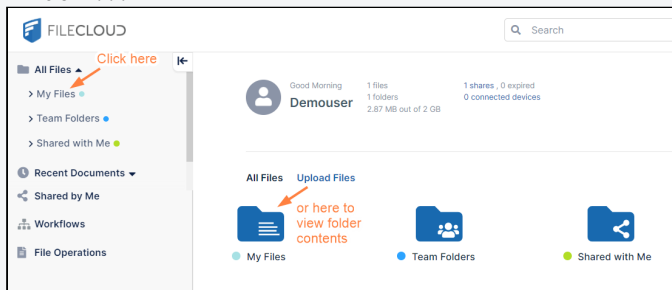 FILECLOUD
Search
Click here
All Files
My Files
Team Folders
Shared with Me
Recent Documents
Shared by Me
Workflows
File Operations
Good Morning
Demouser
1 files
1 folders
2.87 MB out of 2 GB
1 shares , 0 expired
0 connected devices
All Files Upload Files
or here to
view folder
contents
My Files
Team Folders
Shared with Me